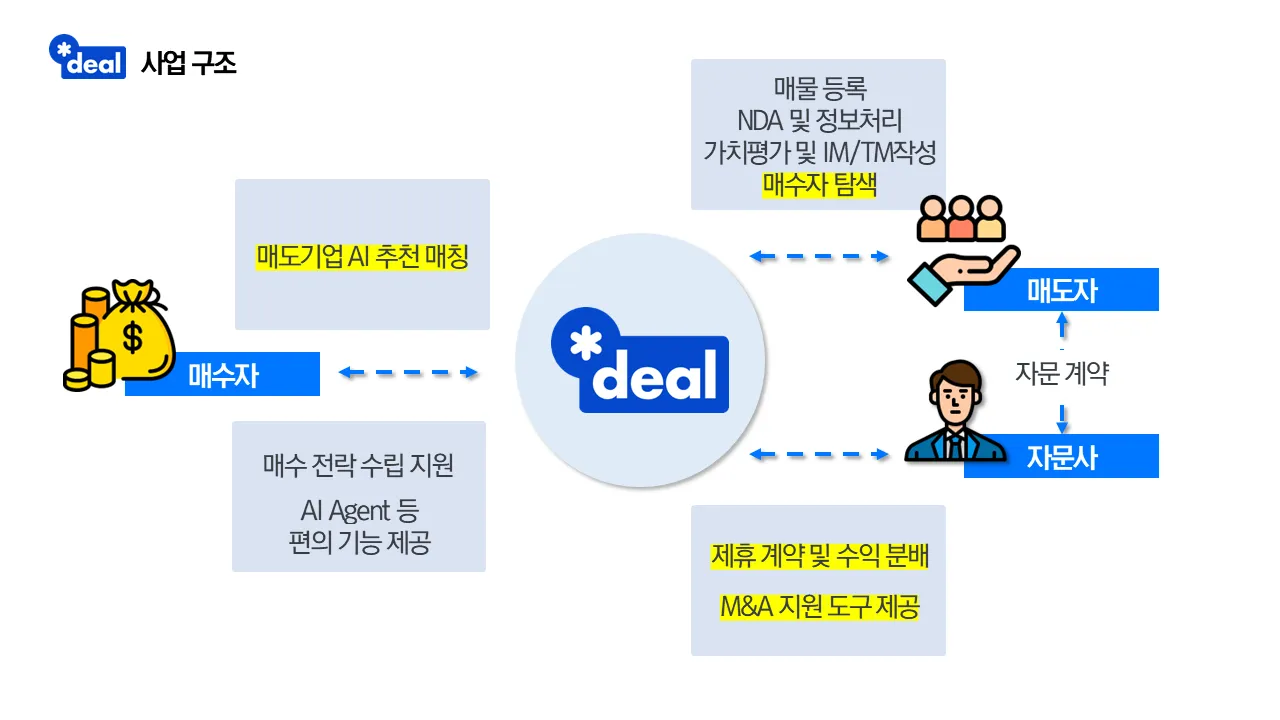 *deal 사업 구조
매물 등록
NDA 및 정보처리
가치평가 및 IM/TM작성
매수자 탐색
매도기업 AI 추천 매칭
$
매수자
*deal
매도자
자문 계약
자문사
매수 전략 수립 지원
AI Agent 등
편의 기능 제공
제휴 계약 및 수익 분배
M&A 지원 도구 제공